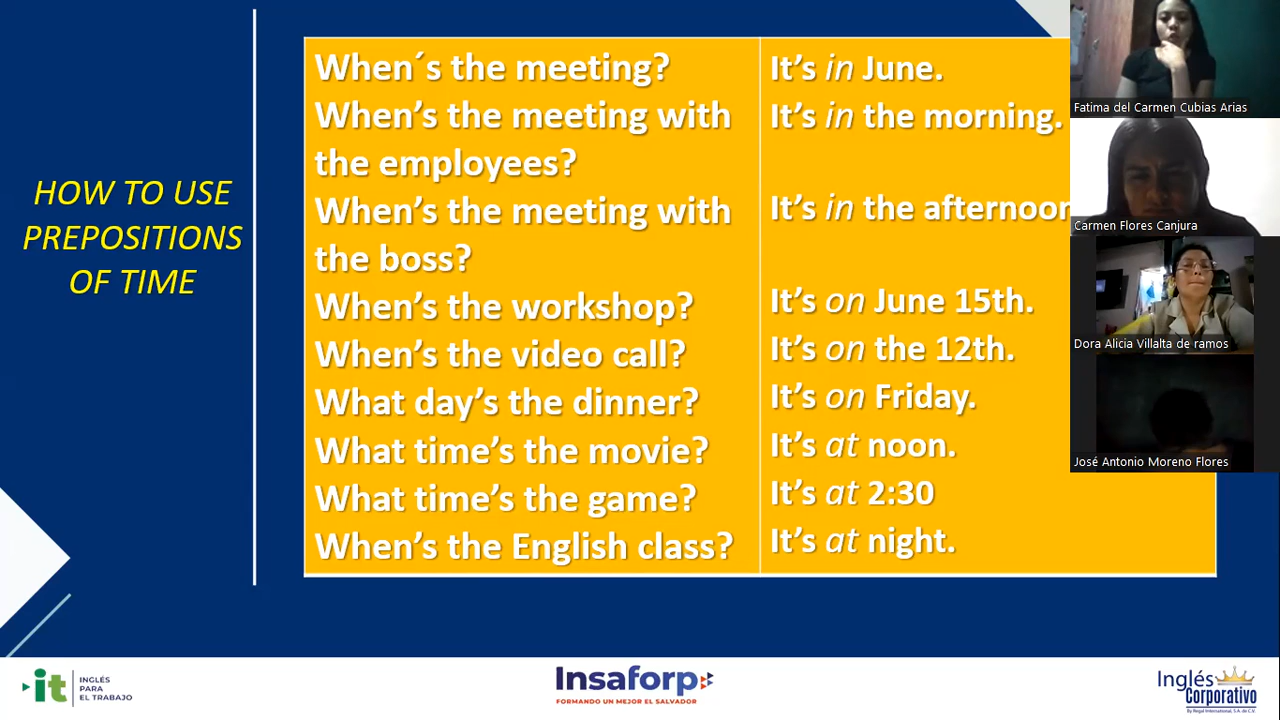 HOW TO USE
PREPOSITIONS
OF TIME
When´s the meeting?
When's the meeting with
the employees?
When's the meeting with
the boss?
When's the workshop?
When's the video call?
What day's the dinner?
What time's the movie?
What time's the game?
When's the English class?
It's in June.
It's in the morning.
It's in the afternoon
It's on June 15th.
It's on the 12th.
It's on Friday.
It's at noon.
It's at 2:30
It's at night.
Fatima del Carmen Cubias Arias
Carmen Flores Canjura
Dora Alicia Villalta de ramos
José Antonio Moreno Flores
it
INGLÉS
PARA
EL TRABAJO
Insaforp
FORMANDO UN MEJOR EL SALVADOR
Inglés
Corporativo
By Regal International, S.A. de C.V.